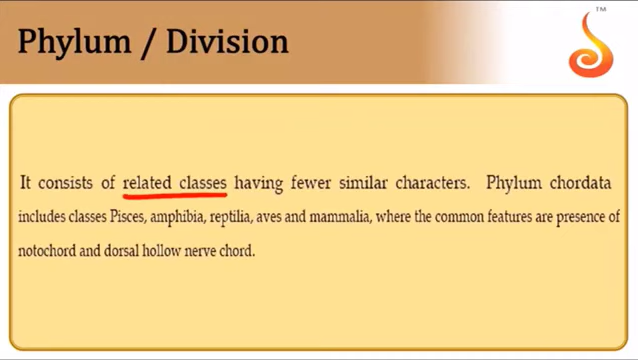 Phylum / Division
TM
It consists of related classes having fewer similar characters. Phylum chordata
includes classes Pisces, amphibia, reptilia, aves and mammalia, where the common features are presence of
notochord and dorsal hollow nerve chord.